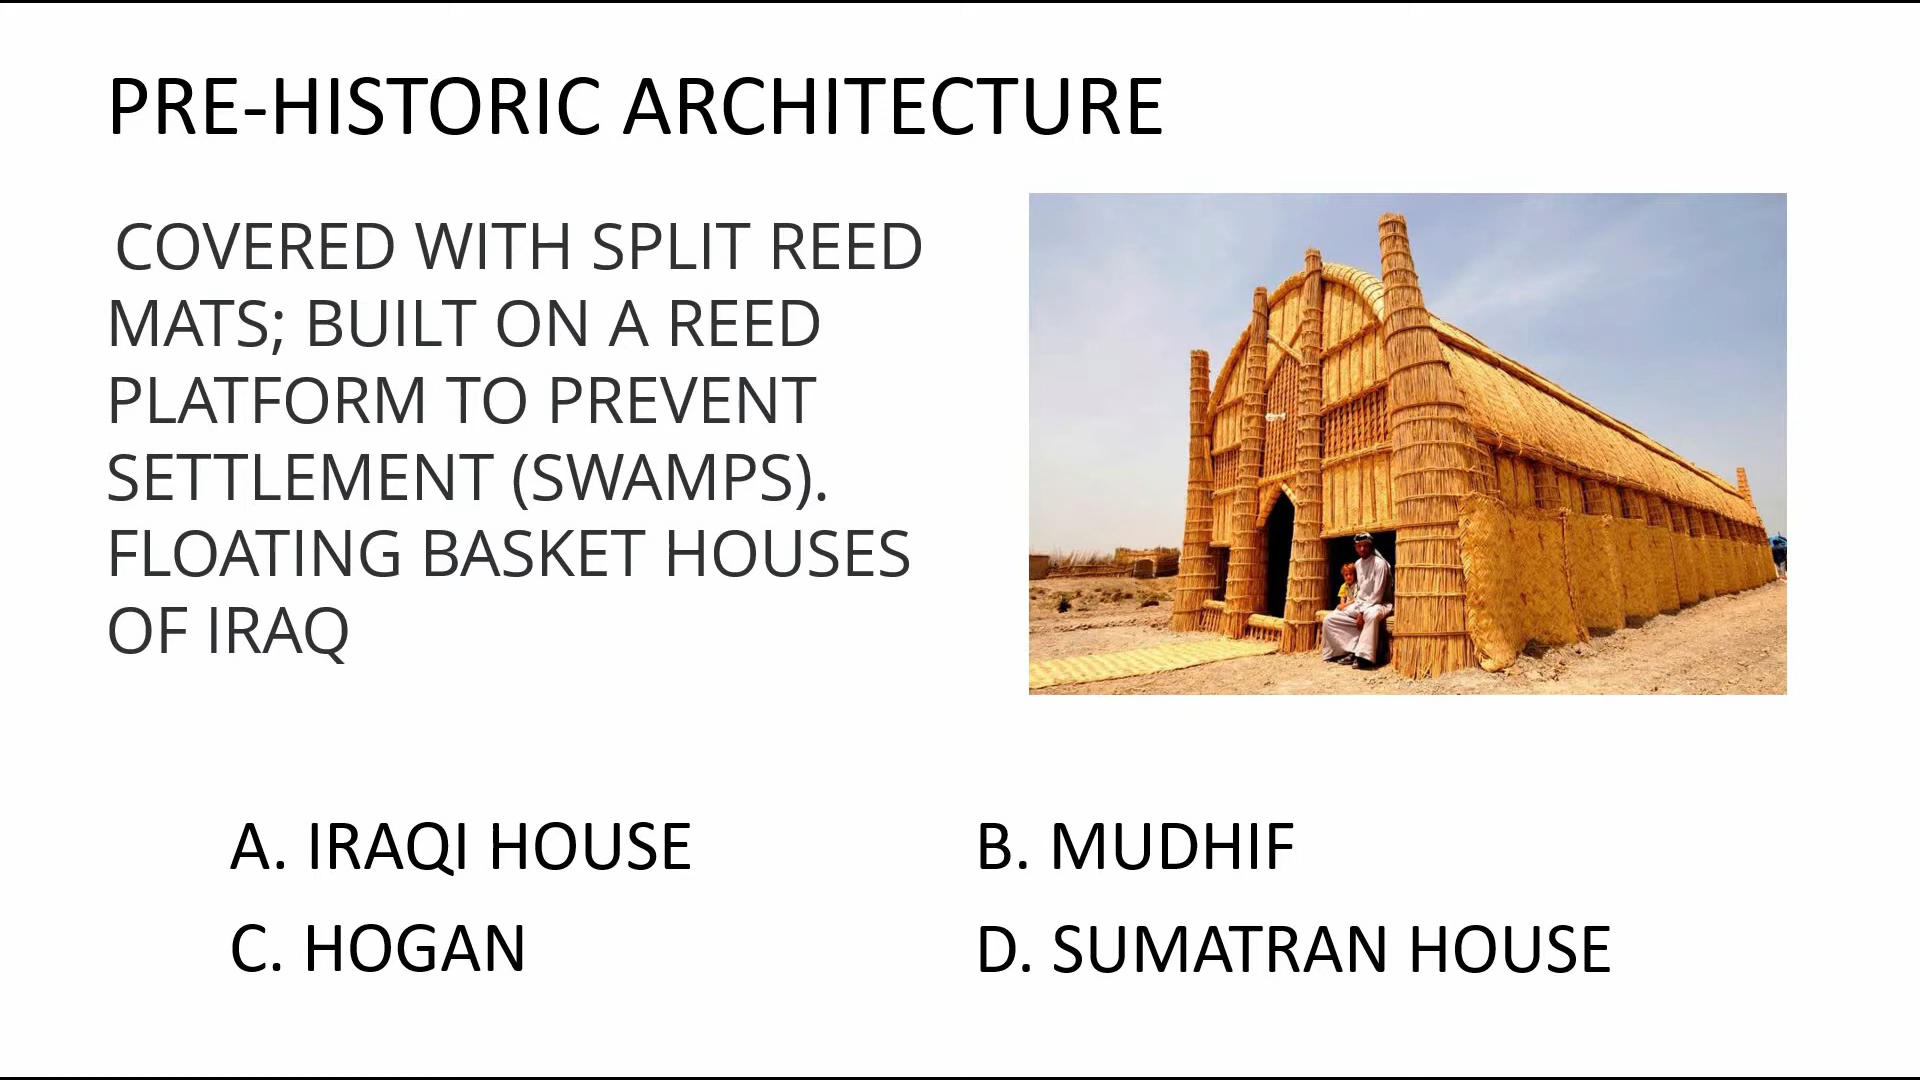 PRE-HISTORIC ARCHITECTURE
COVERED WITH SPLIT REED
MATS; BUILT ON A REED
PLATFORM TO PREVENT
SETTLEMENT (SWAMPS).
FLOATING BASKET HOUSES
OF IRAQ
A. IRAQI HOUSE
B. MUDHIF
C. HOGAN
D. SUMATRAN HOUSE